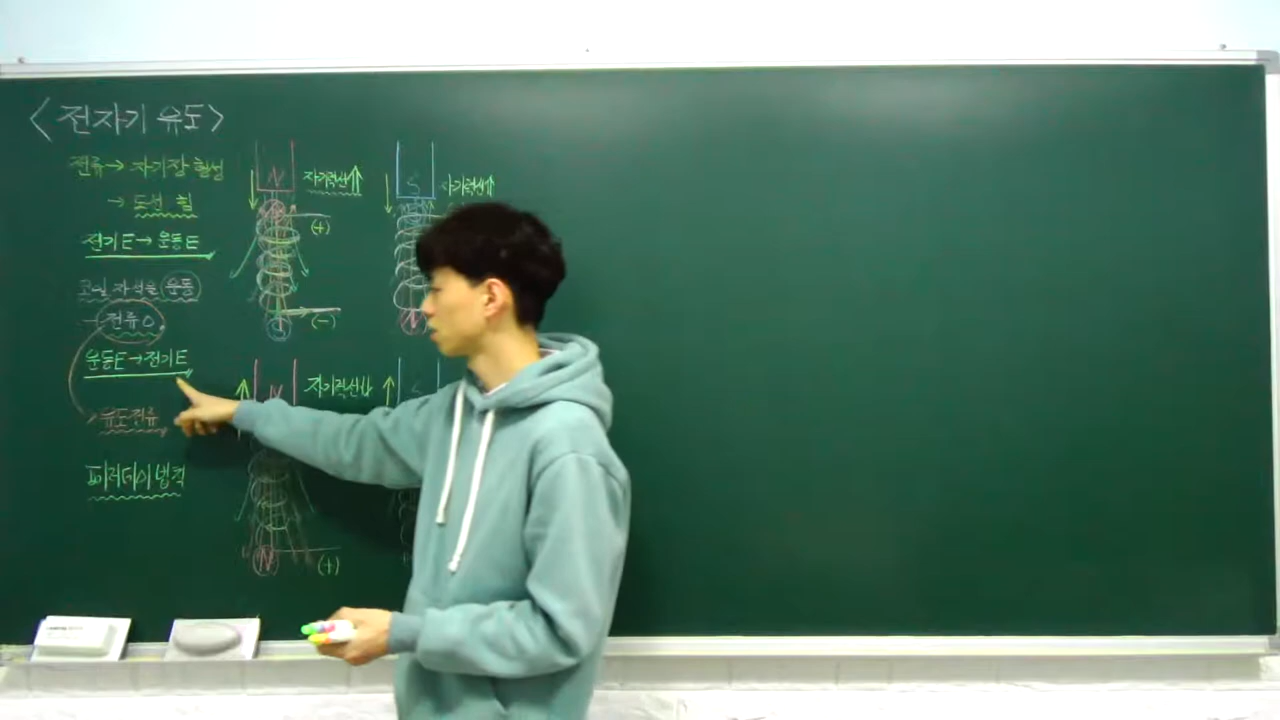 <전자기 유도>
전류→ 자기장 형성
→ 도선 힘
전기E→운동E
코일 자석을 운동
→ 전류O.
운동E→전기E
유도전류
패러데이 법칙
N 자기력선↑
(+)
(-)
S 자기력선↑
N
N 자기력선↓
N (+)
S